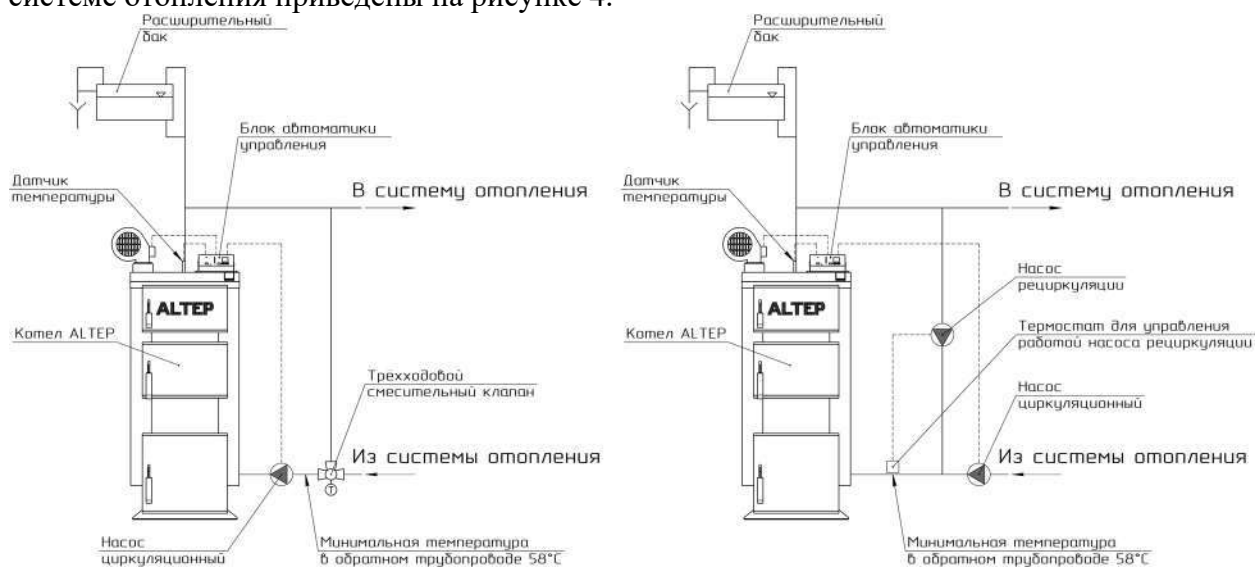 системе отопления приведены на рисунке 4.
Расширительный
бак
Блок автоматики
управления
Датчик
температуры
В систему отопления
ALTEP
Котел ALTEP
Трехходовой
смесительный клапан
Из системы отопления
T
Насос
циркуляционный
Минимальная температура
в обратном трубопроводе 58°C
Расширительный
бак
Блок автоматики
управления
Датчик
температуры
В систему отопления
Насос
рециркуляции
ALTEP
Котел ALTEP
Термостат для управления
работой насоса рециркуляции
Насос
циркуляционный
Из системы отопления
Минимальная температура
в обратном трубопроводе 58°C